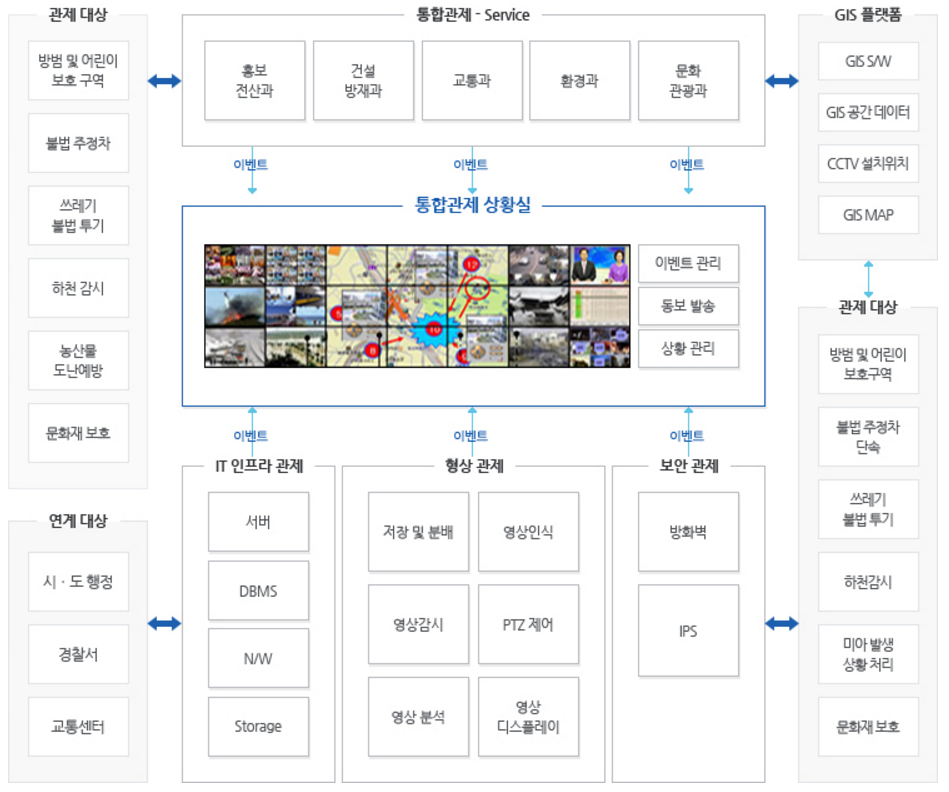 관제 대상
방범 및 어린이
보호 구역
불법 주정차
쓰레기
불법 투기
하천 감시
농산물
도난예방
문화재 보호
연계 대상
시 · 도 행정
경찰서
교통센터
통합관제 - Service
홍보
전산과
건설
방재과
교통과
환경과
문화
관광과
이벤트
이벤트
이벤트
통합관제 상황실
12
10
8
이벤트 관리
동보 발송
상황 관리
이벤트
이벤트
이벤트
IT 인프라 관제
서버
DBMS
N/W
Storage
형상 관제
저장 및 분배
영상인식
영상감시
PTZ 제어
영상 분석
영상
디스플레이
보안 관제
방화벽
IPS
GIS 플랫폼
GIS S/W
GIS 공간 데이터
CCTV 설치위치
GIS MAP
관제 대상
방범 및 어린이
보호구역
불법 주정차
단속
쓰레기
불법 투기
하천감시
미아 발생
상황 처리
문화재 보호